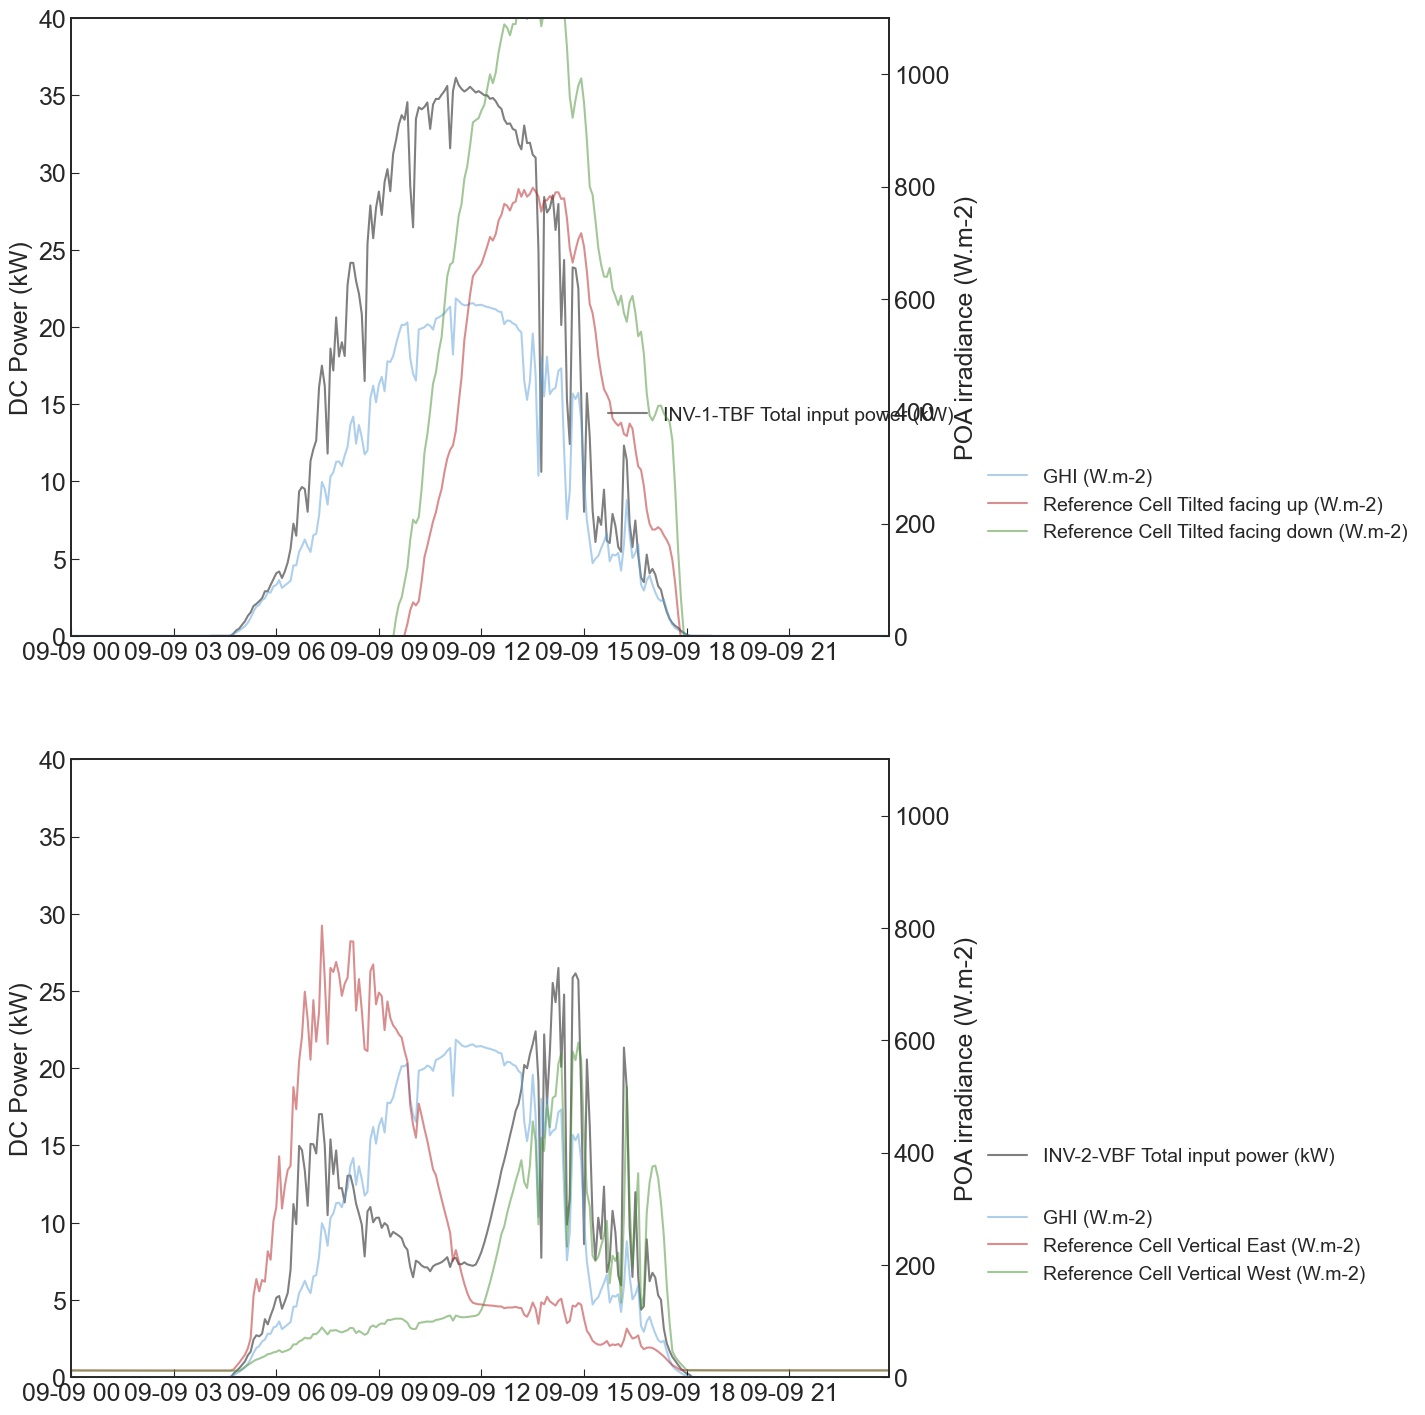 40
35
30
25
20
15
10
5
0
DC Power (kW)
1000
800
600
400
200
0
POA irradiance (W.m-2)
INV-1-TBF Total input power (kW)
GHI (W.m-2)
Reference Cell Tilted facing up (W.m-2)
Reference Cell Tilted facing down (W.m-2)
09-09 00 09-09 03 09-09 06 09-09 09 09-09 12 09-09 15 09-09 18 09-09 21
40
35
30
25
20
15
10
5
0
DC Power (kW)
1000
800
600
400
200
0
POA irradiance (W.m-2)
INV-2-VBF Total input power (kW)
GHI (W.m-2)
Reference Cell Vertical East (W.m-2)
Reference Cell Vertical West (W.m-2)
09-09 00 09-09 03 09-09 06 09-09 09 09-09 12 09-09 15 09-09 18 09-09 21